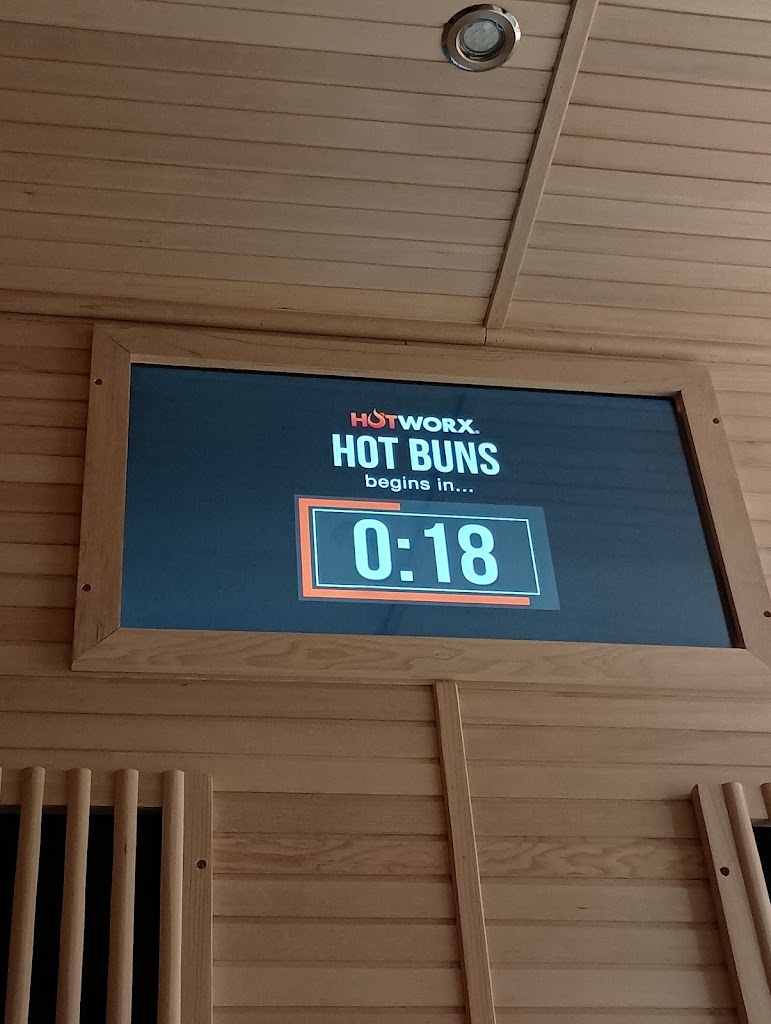 HOTWORX®
HOT BUNS
begins in...
0:18